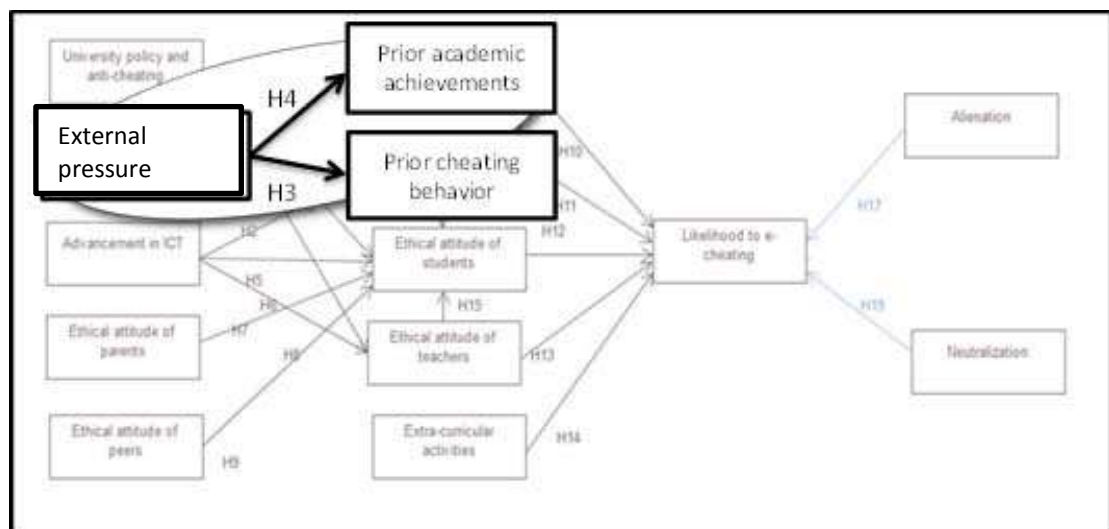 University policy and
anti-cheating
Prior academic
achievements
H4
External
pressure
Prior cheating
behavior
H3
Alienation
H10
H11
H17
H2
Advancement in ICT
Ethical attitude of
students
H12
Likelihood to e-
cheating
H5
H6
H15
H15
Ethical attitude of
parents
H7
H8
Ethical attitude of
teachers
H13
Neutralization
Ethical attitude of
peers
Extra-curricular
activities
H14
H9